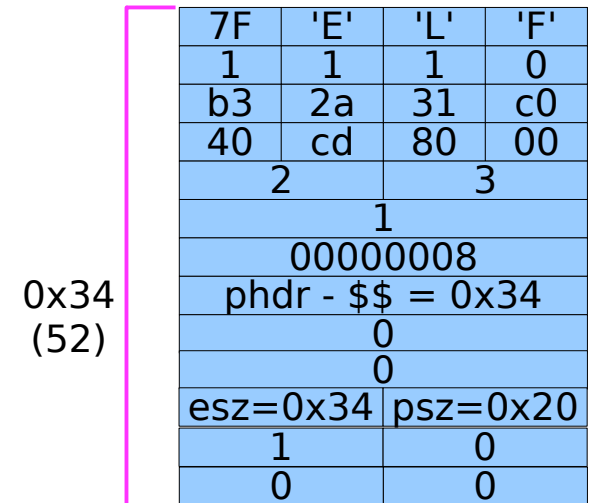 7F 'E' 'L' 'F'
1 1 1 0
b3 2a 31 c0
40 cd 80 00
2 3
1
00000008
0x34
(52)
phdr - $$ = 0x34
0
0
esz=0x34 psz=0x20
1 0
0 0